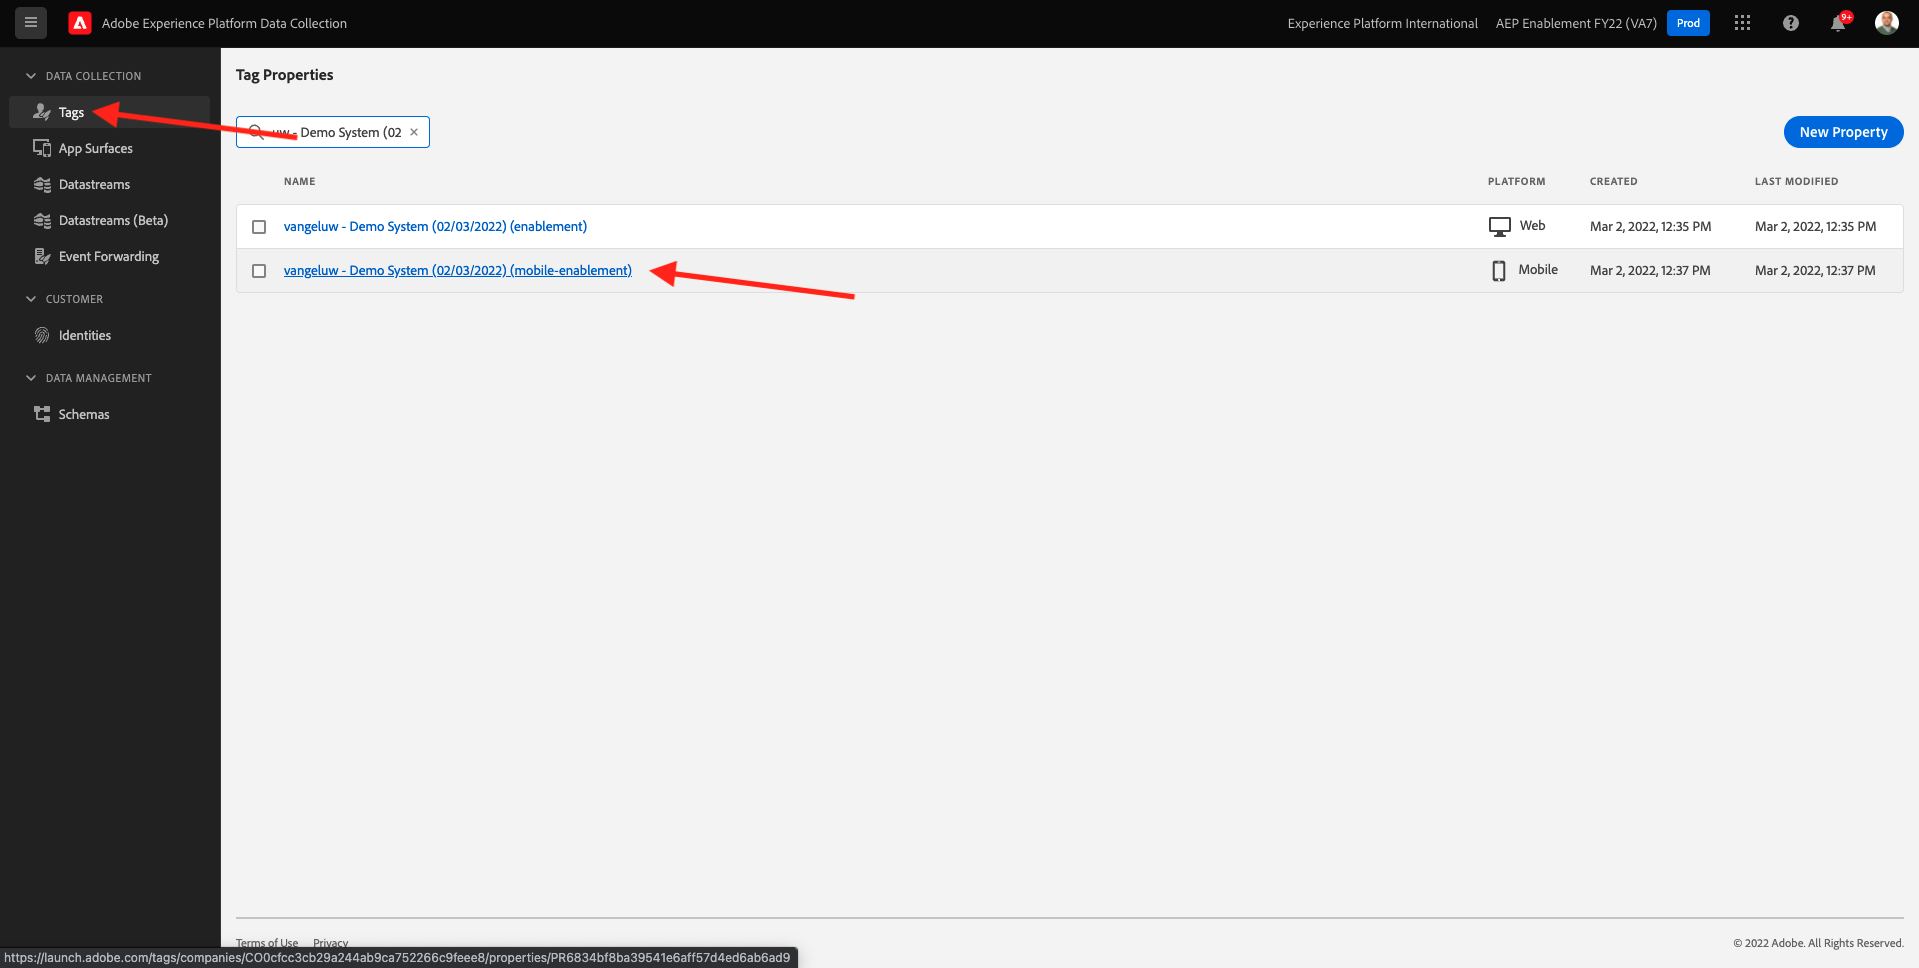 Adobe Experience Platform Data Collection
Experience Platform International
AEP Enablement FY22 (VA7)
Prod
9+
DATA COLLECTION
Tags
App Surfaces
Datastreams
Datastreams (Beta)
Event Forwarding
CUSTOMER
Identities
DATA MANAGEMENT
Schemas
Tag Properties
uw - Demo System (02
New Property
NAME PLATFORM CREATED LAST MODIFIED
vangeluw - Demo System (02/03/2022) (enablement) Web Mar 2, 2022, 12:35 PM Mar 2, 2022, 12:35 PM
vangeluw - Demo System (02/03/2022) (mobile-enablement) Mobile Mar 2, 2022, 12:37 PM Mar 2, 2022, 12:37 PM
Terms of Use Privacy
© 2022 Adobe. All Rights Reserved.
https://launch.adobe.com/tags/companies/CO0cfcc3cb29a244ab9ca752266c9feee8/properties/PR6834bf8ba39541e6aff57d4ed6ab6ad9